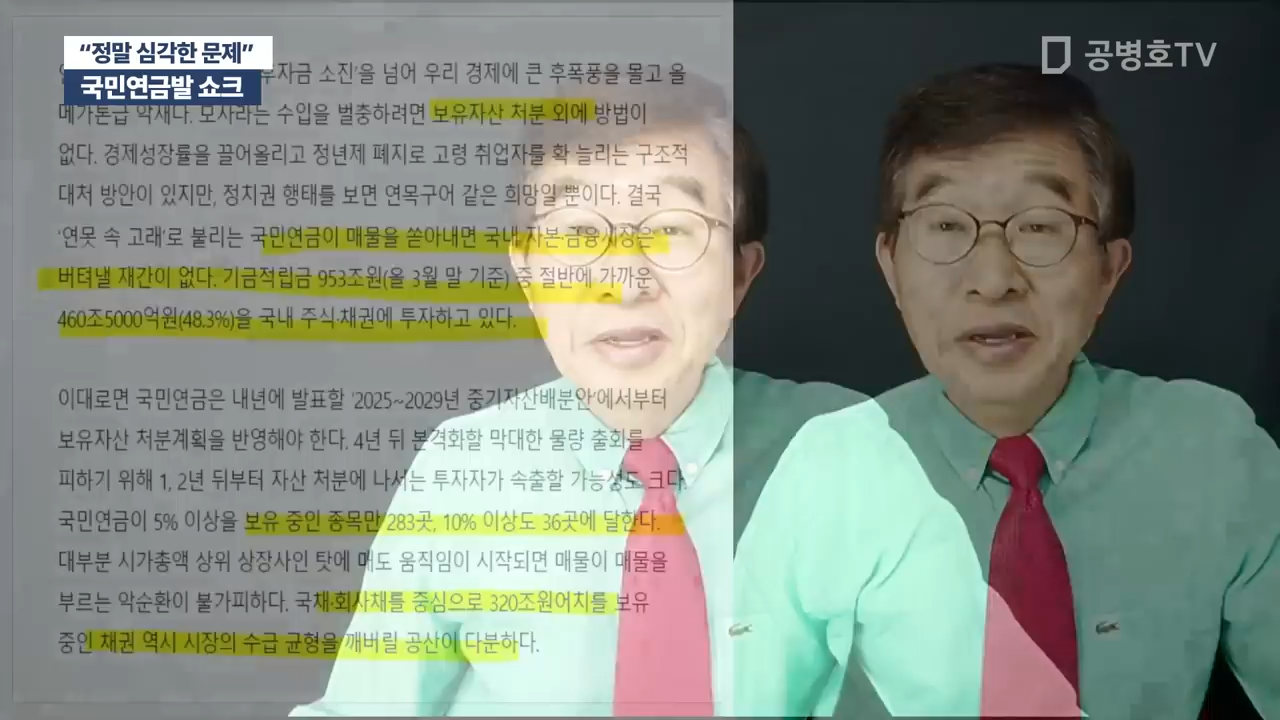 “정말 심각한 문제”
국민연금발 쇼크
공병호TV
소진’을 넘어 우리 경제에 큰 후폭풍을 몰고 올
메가톤급 악재다. 모자라는 수입을 벌충하려면 보유자산 처분 외에 방법이
없다. 경제성장률을 끌어올리고 정년제 폐지로 고령 취업자를 확 늘리는 구조적
대처 방안이 있지만, 정치권 행태를 보면 연목구어 같은 희망일 뿐이다. 결국
‘연못 속 고래’로 불리는 국민연금이 매물을 쏟아내면 국내 자본·금융시장은
버텨낼 재간이 없다. 기금적립금 953조원(올 3월 말 기준) 중 절반에 가까운
460조5000억원(48.3%)을 국내 주식·채권에 투자하고 있다.
이대로면 국민연금은 내년에 발표할 ‘2025~2029년 중기자산배분안’에서부터
보유자산 처분계획을 반영해야 한다. 4년 뒤 본격화할 막대한 물량 출회를
피하기 위해 1, 2년 뒤부터 자산 처분에 나서는 투자자가 속출할 가능성도 크다.
국민연금이 5% 이상을 보유 중인 종목만 283곳, 10% 이상도 36곳에 달한다.
대부분 시가총액 상위 상장사인 탓에 매도 움직임이 시작되면 매물이 매물을
부르는 악순환이 불가피하다. 국채·회사채를 중심으로 320조원어치를 보유
중인 채권 역시 시장의 수급 균형을 깨버릴 공산이 다분하다.